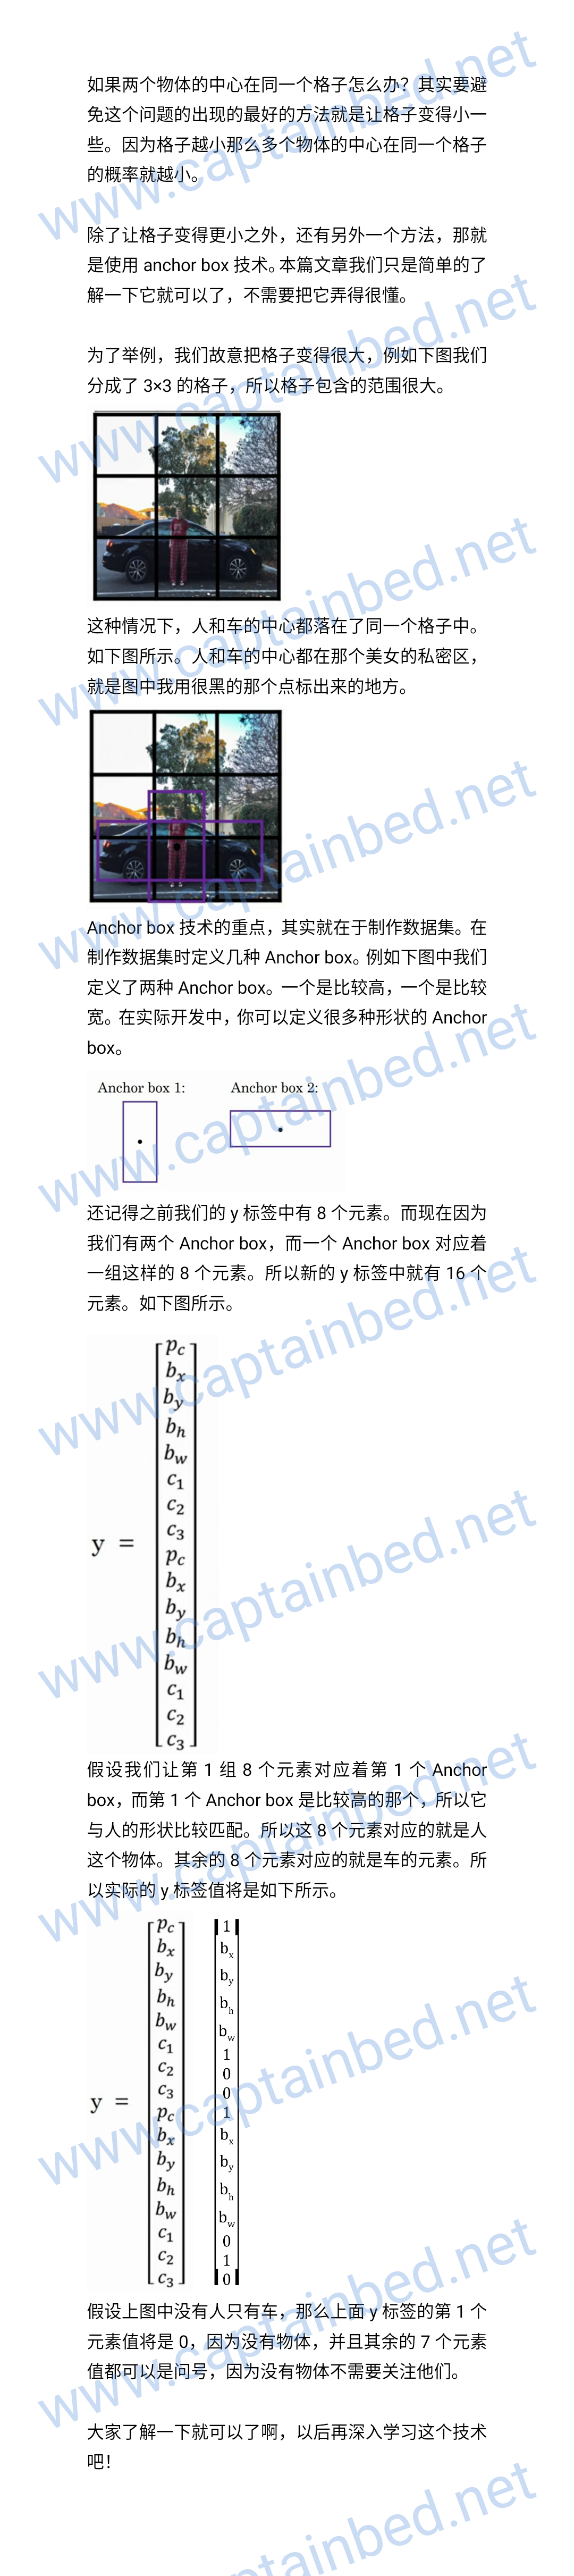 如果两个物体的中心在同一个格子怎么办？其实要避
免这个问题的出现的最好的方法就是让格子变得小一
些。因为格子越小那么多个物体的中心在同一个格子
的概率就越小。
除了让格子变得更小之外，还有另外一个方法，那就
是使用 anchor box 技术。本篇文章我们只是简单的了
解一下它就可以了，不需要把它弄得很懂。
为了举例，我们故意把格子变得很大，例如下图我们
分成了 3×3 的格子，所以格子包含的范围很大。
这种情况下，人和车的中心都落在了同一个格子中。
如下图所示。人和车的中心都在那个美女的私密区，
就是图中我用很黑的那个点标出来的地方。
Anchor box 技术的重点，其实就在于制作数据集。在
制作数据集时定义几种 Anchor box。例如下图中我们
定义了两种 Anchor box。一个是比较高，一个是比较
宽。在实际开发中，你可以定义很多种形状的 Anchor
box。
Anchor box 1: Anchor box 2:
还记得之前我们的 y 标签中有 8 个元素。而现在因为
我们有两个 Anchor box，而一个 Anchor box 对应着
一组这样的 8 个元素。所以新的 y 标签中就有 16 个
元素。如下图所示。
p_c
b_x
b_y
b_h
b_w
c_1
c_2
c_3
y =
p_c
b_x
b_y
b_h
b_w
c_1
c_2
c_3
假设我们让第 1 组 8 个元素对应着第 1 个 Anchor
box，而第 1 个 Anchor box 是比较高的那个，所以它
与人的形状比较匹配。所以这 8 个元素对应的就是人
这个物体。其余的 8 个元素对应的就是车的元素。所
以实际的 y 标签值将是如下所示。
p_c 1
b_x b_x
b_y b_y
b_h b_h
b_w b_w
c_1 1
c_2 0
c_3 0
y =
p_c 1
b_x b_x
b_y b_y
b_h b_h
b_w b_w
c_1 0
c_2 1
c_3 0
假设上图中没有人只有车，那么上面 y 标签的第 1 个
元素值将是 0，因为没有物体，并且其余的 7 个元素
值都可以是问号，因为没有物体不需要关注他们。
大家了解一下就可以了啊，以后再深入学习这个技术
吧！
www.captainbed.net
www.captainbed.net
www.captainbed.net
www.captainbed.net
www.captainbed.net
www.captainbed.net
www.captainbed.net
www.captainbed.net
www.captainbed.net
www.captainbed.net
www.captainbed.net